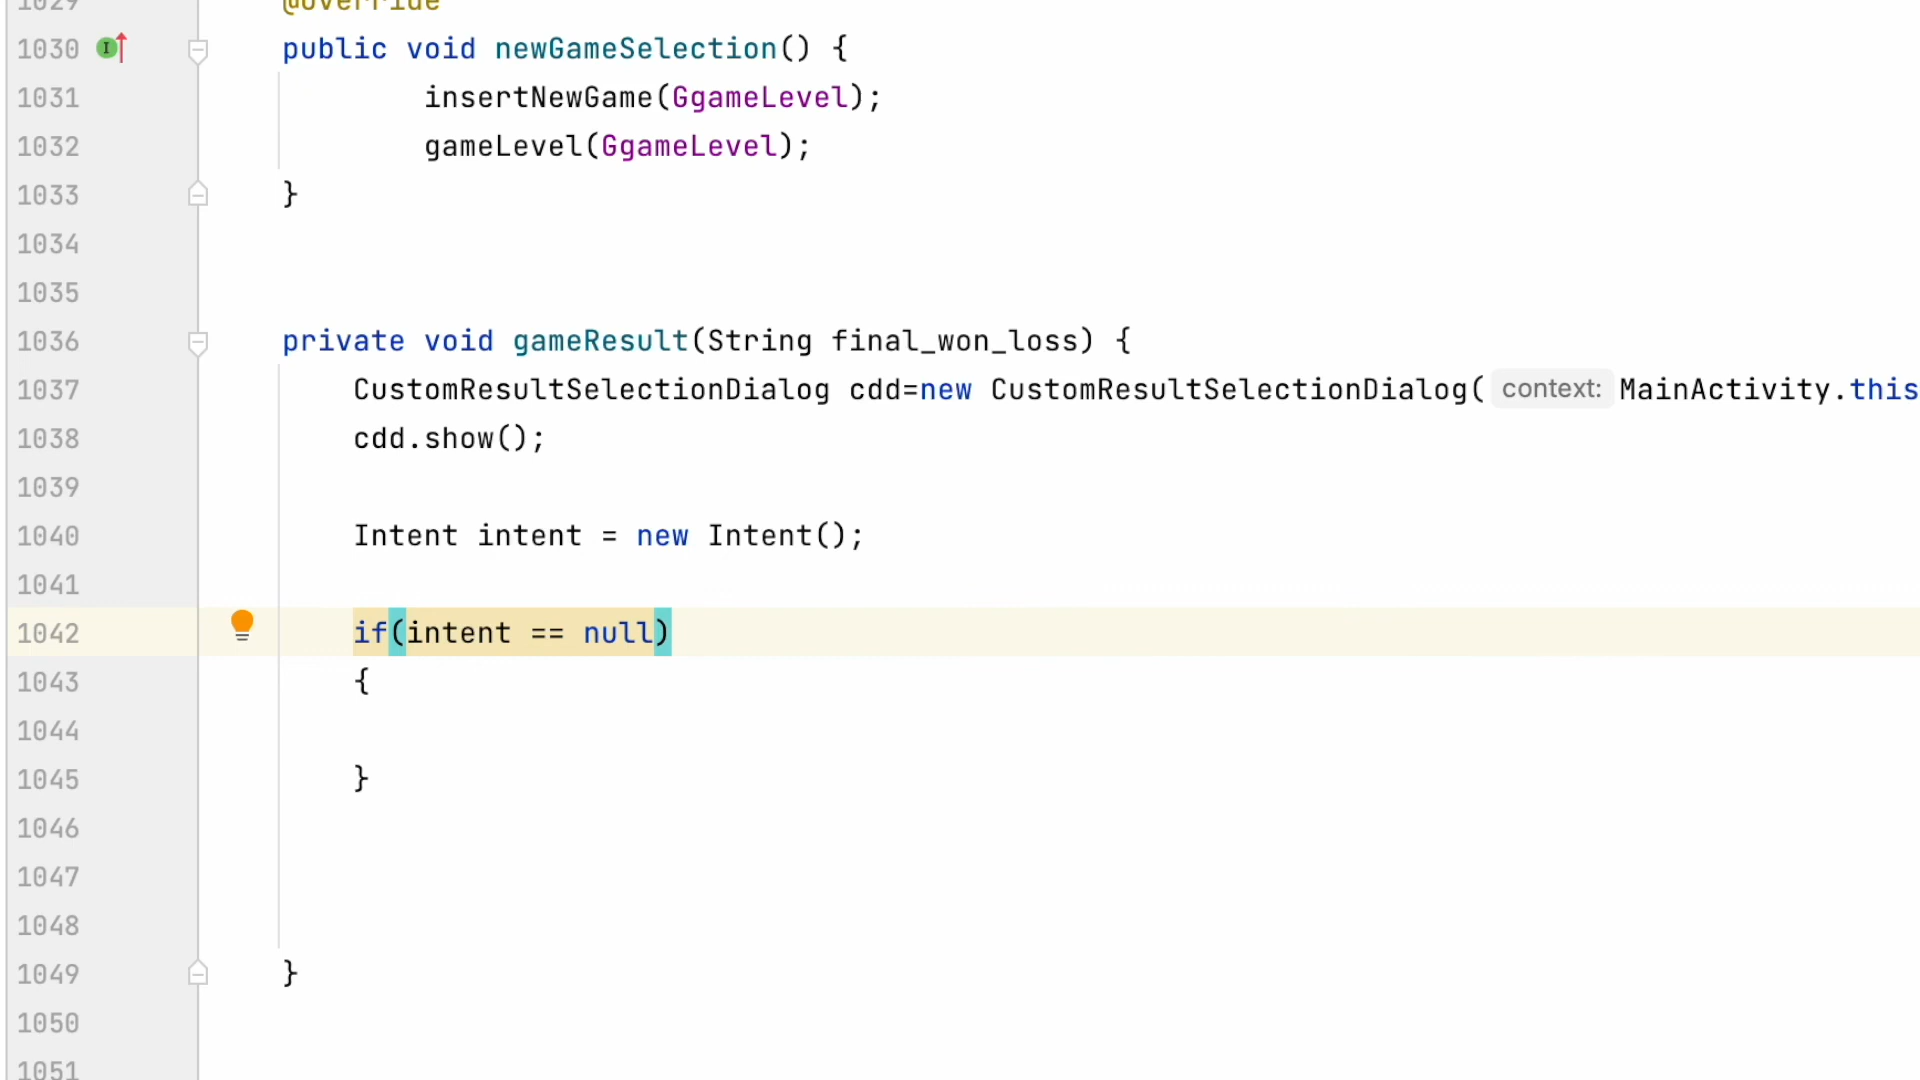 1029 @Override
1030 I public void newGameSelection() {
1031 insertNewGame(GgameLevel);
1032 gameLevel(GgameLevel);
1033 }
1034
1035
1036 private void gameResult(String final_won_loss) {
1037 CustomResultSelectionDialog cdd=new CustomResultSelectionDialog( context: MainActivity.this
1038 cdd.show();
1039
1040 Intent intent = new Intent();
1041
1042 if(intent == null)
1043 {
1044
1045 }
1046
1047
1048
1049 }
1050
1051